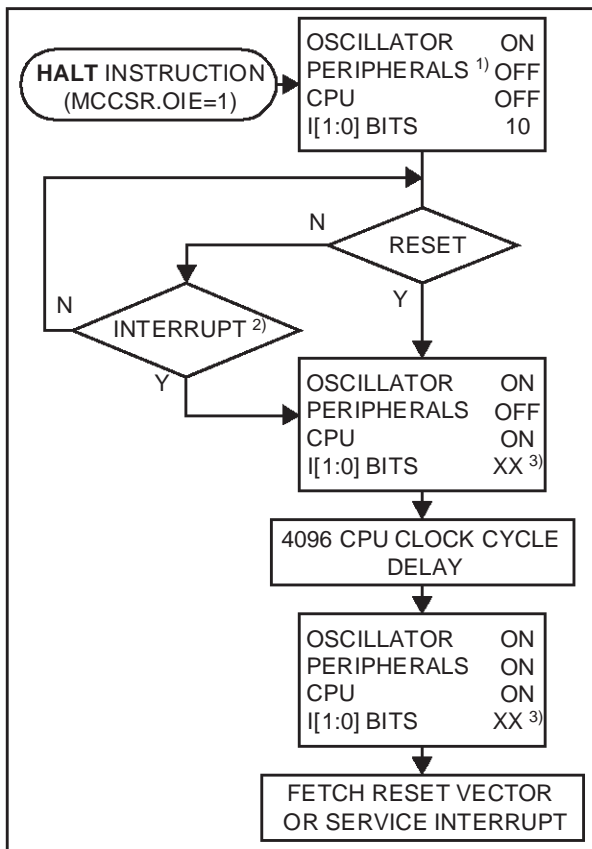 HALT INSTRUCTION
(MCCSR.OIE=1)
OSCILLATOR ON
PERIPHERALS 1) OFF
CPU OFF
I[1:0] BITS 10
N
RESET
Y
N
INTERRUPT 2)
Y
OSCILLATOR ON
PERIPHERALS OFF
CPU ON
I[1:0] BITS XX 3)
4096 CPU CLOCK CYCLE
DELAY
OSCILLATOR ON
PERIPHERALS ON
CPU ON
I[1:0] BITS XX 3)
FETCH RESET VECTOR
OR SERVICE INTERRUPT